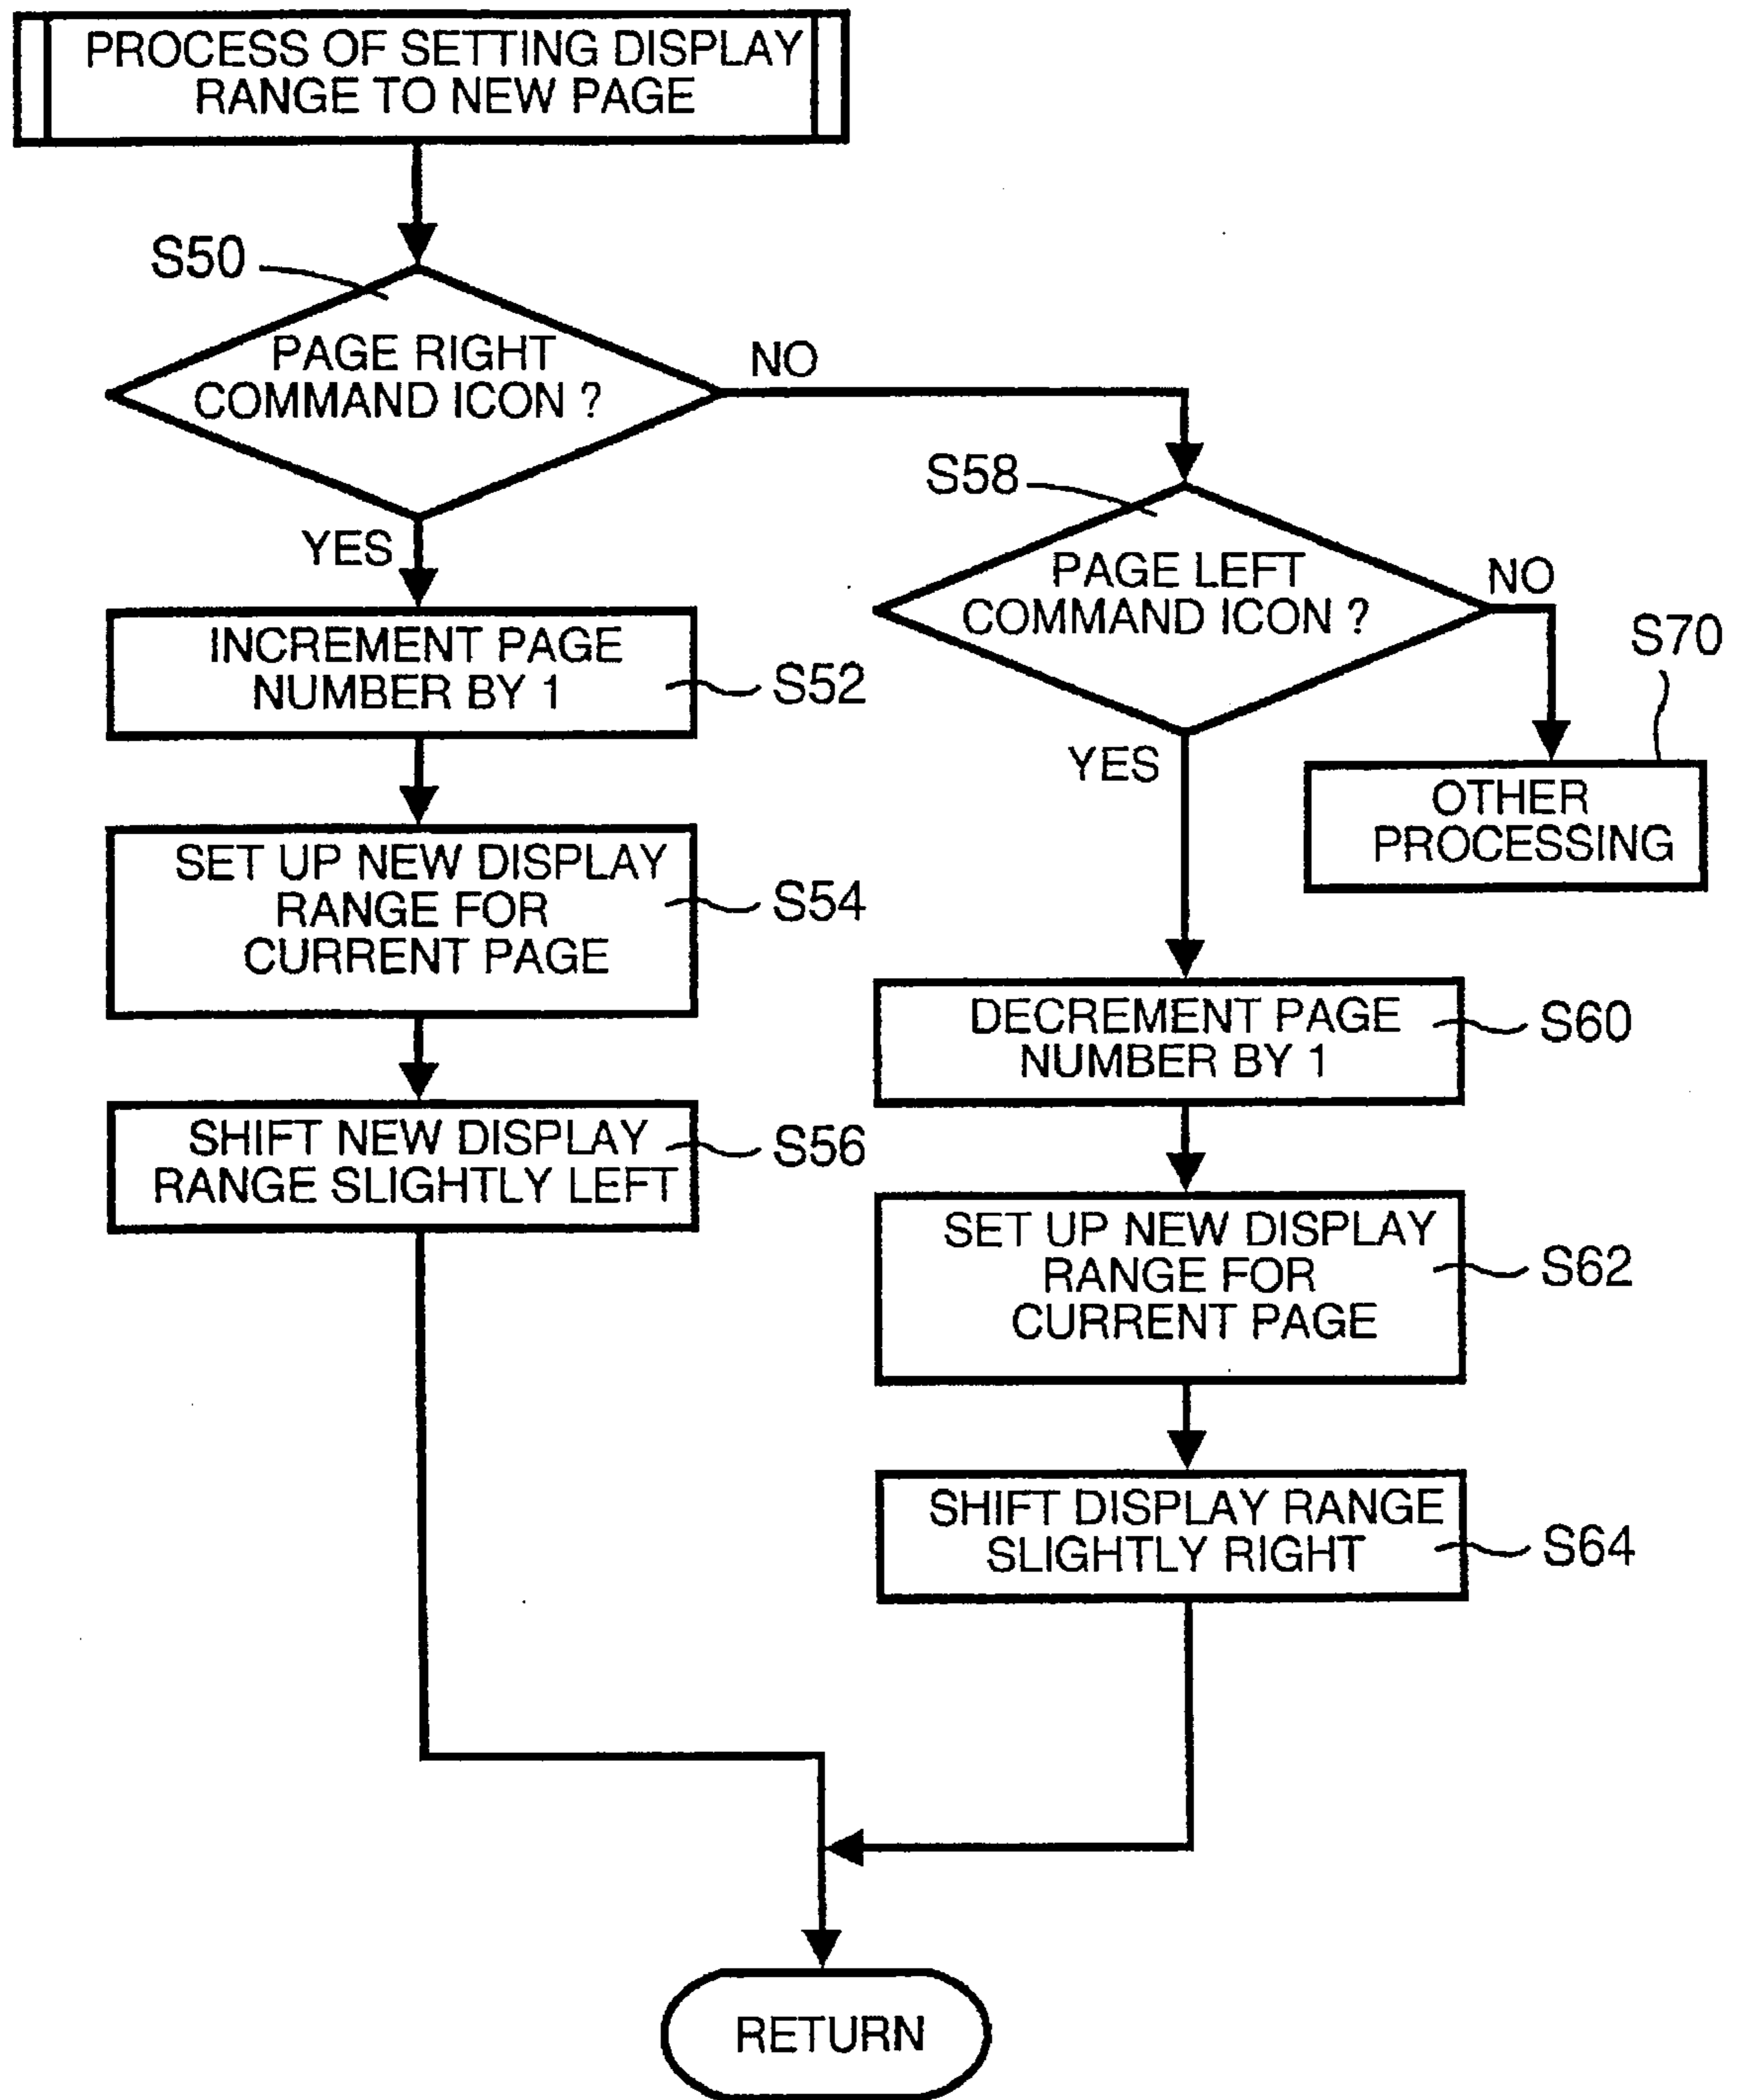 PROCESS OF SETTING DISPLAY
RANGE TO NEW PAGE
S50
PAGE RIGHT
COMMAND ICON ?
NO
YES
S58
PAGE LEFT
COMMAND ICON ?
NO
YES
S70
OTHER
PROCESSING
INCREMENT PAGE
NUMBER BY 1
S52
SET UP NEW DISPLAY
RANGE FOR
CURRENT PAGE
S54
SHIFT NEW DISPLAY
RANGE SLIGHTLY LEFT
S56
DECREMENT PAGE
NUMBER BY 1
S60
SET UP NEW DISPLAY
RANGE FOR
CURRENT PAGE
S62
SHIFT DISPLAY RANGE
SLIGHTLY RIGHT
S64
RETURN